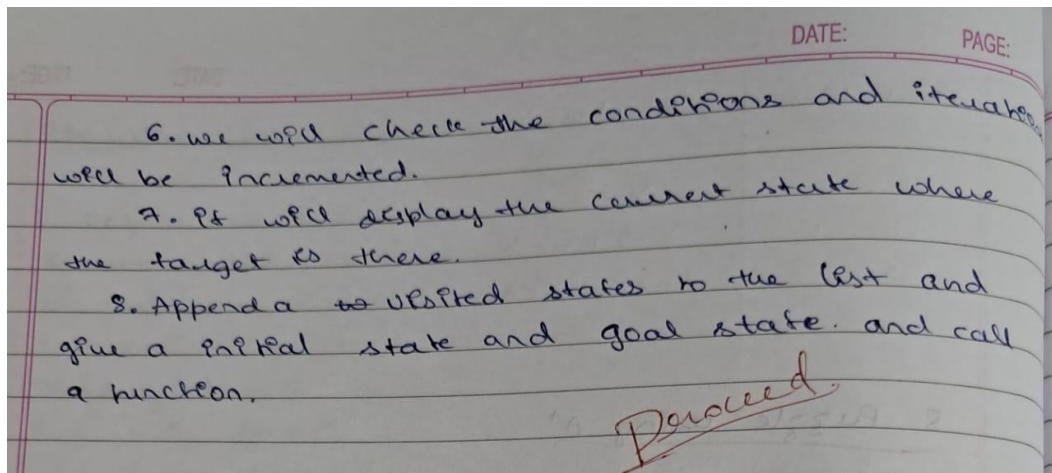 DATE:
PAGE:
6. we will check the conditions and iteration
will be incremented.
7. it will display the current state where
the target is there.
8. Append a visited states to the list and
give a initial state and goal state. and call
a function.
Proceed.